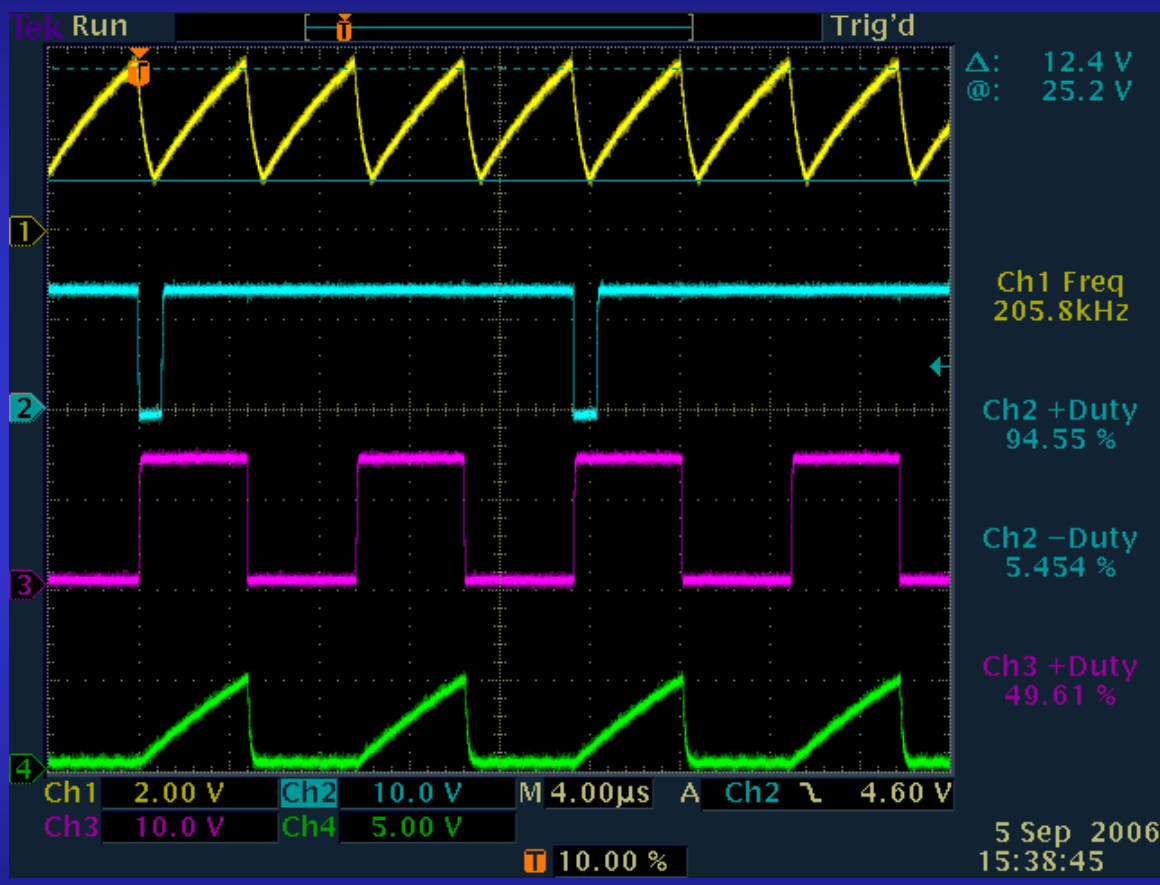 Tek Run Trig'd
T
T
Δ: 12.4 V
@: 25.2 V
1
Ch1 Freq
205.8kHz
2
Ch2 +Duty
94.55 %
Ch2 −Duty
5.454 %
3
Ch3 +Duty
49.61 %
4
Ch1 2.00 V Ch2 10.0 V M 4.00µs A Ch2 4.60 V
Ch3 10.0 V Ch4 5.00 V
T 10.00 %
5 Sep 2006
15:38:45